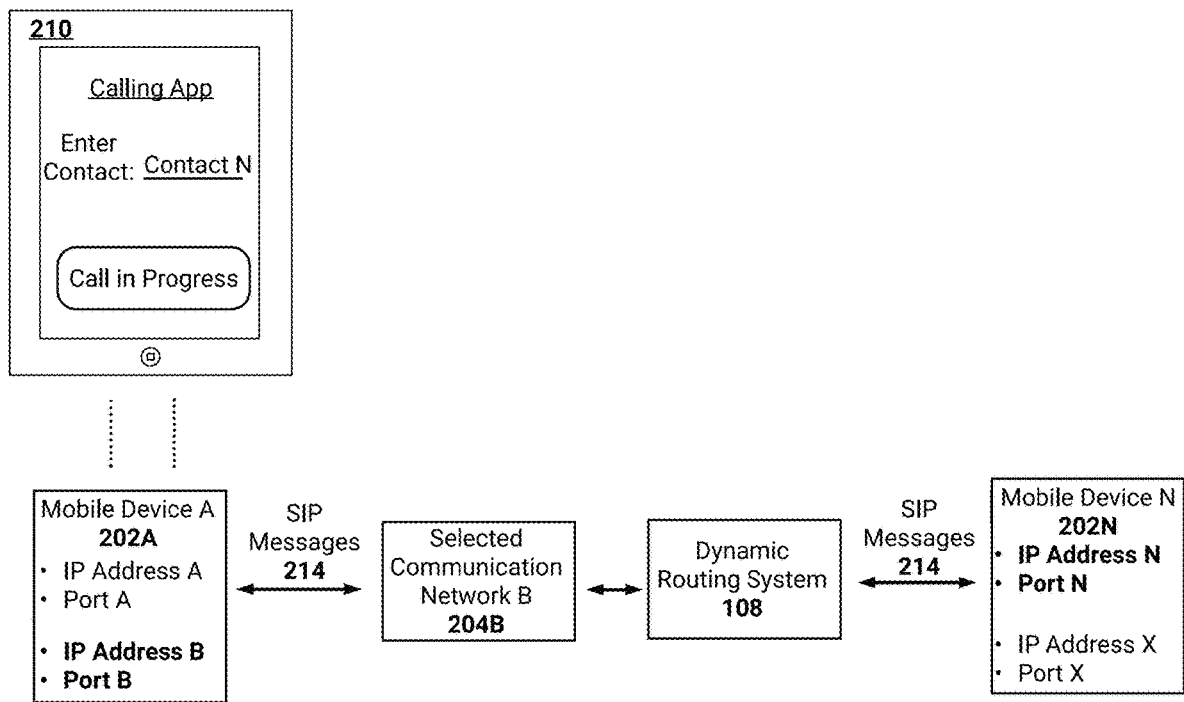 210
Calling App
Enter
Contact: Contact N
Call in Progress
Mobile Device A
202A
• IP Address A
• Port A
• IP Address B
• Port B
SIP
Messages
214
Selected
Communication
Network B
204B
Dynamic
Routing System
108
SIP
Messages
214
Mobile Device N
202N
• IP Address N
• Port N
• IP Address X
• Port X